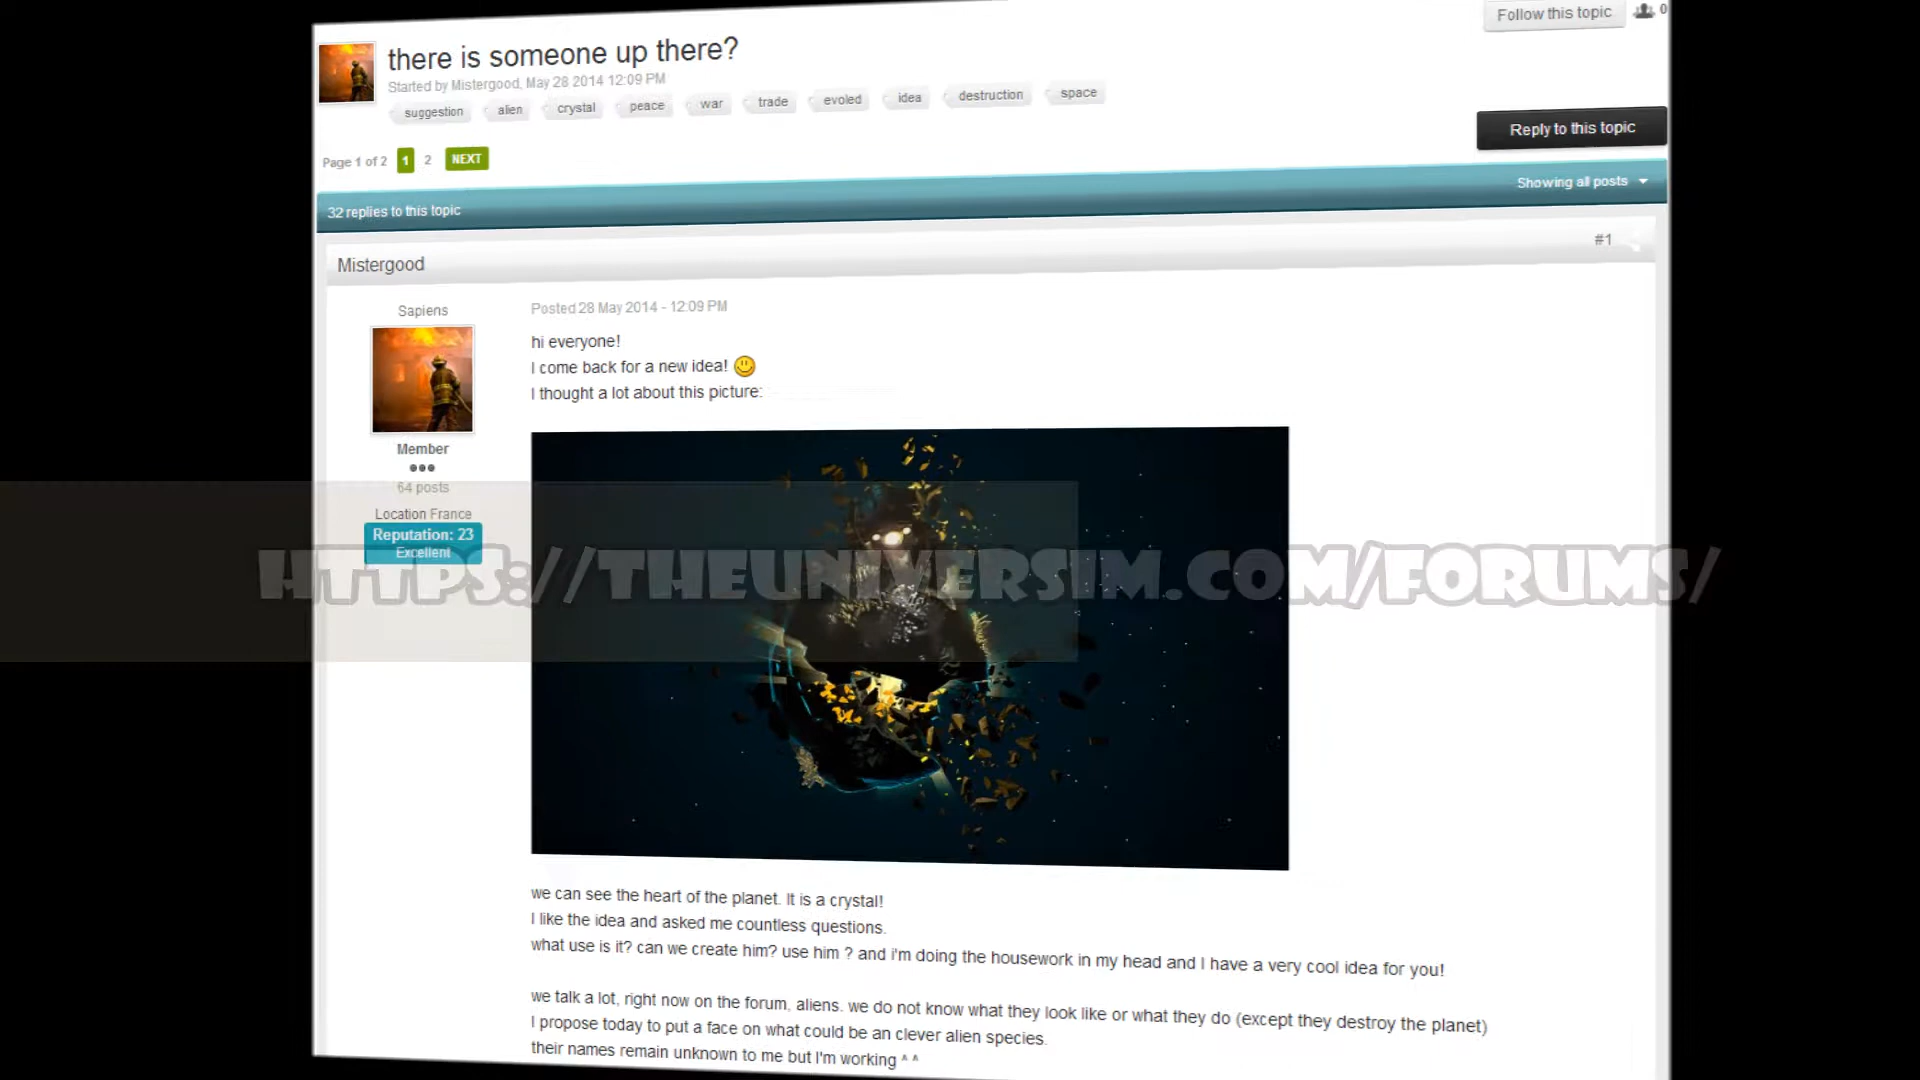 Follow this topic 0
there is someone up there?
Started by Mistergood, May 28 2014 12:09 PM
suggestion alien crystal peace war trade evoled idea destruction space
Reply to this topic
Page 1 of 2 1 2 NEXT
Showing all posts
32 replies to this topic
#1
Mistergood
Sapiens
Posted 28 May 2014 - 12:09 PM
hi everyone!
I come back for a new idea!
I thought a lot about this picture:
Member
64 posts
Location France
Reputation: 23
Excellent
HTTPS://THEUNIVERSIM.COM/FORUMS/
we can see the heart of the planet. It is a crystal!
I like the idea and asked me countless questions.
what use is it? can we create him? use him ? and i'm doing the housework in my head and I have a very cool idea for you!
we talk a lot, right now on the forum, aliens. we do not know what they look like or what they do (except they destroy the planet)
I propose today to put a face on what could be an clever alien species.
their names remain unknown to me but I'm working ^ ^